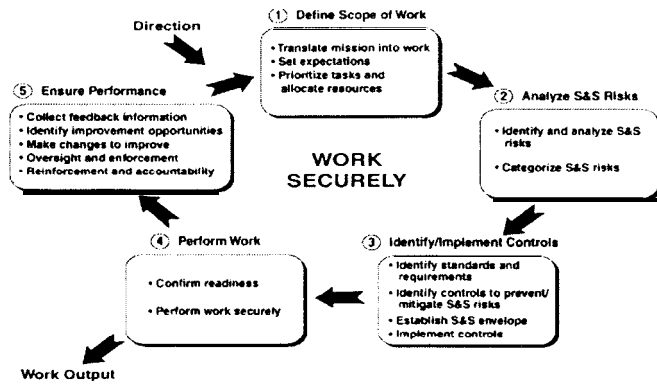 Direction
① Define Scope of Work
• Translate mission into work
• Set expectations
• Prioritize tasks and
allocate resources
② Analyze S&S Risks
• Identify and analyze S&S
risks
• Categorize S&S risks
③ Identify/Implement Controls
• Identify standards and
requirements
• Identify controls to prevent/
mitigate S&S risks
• Establish S&S envelope
• Implement controls
④ Perform Work
• Confirm readiness
• Perform work securely
Work Output
⑤ Ensure Performance
• Collect feedback information
• Identify improvement opportunities
• Make changes to improve
• Oversight and enforcement
• Reinforcement and accountability
WORK
SECURELY